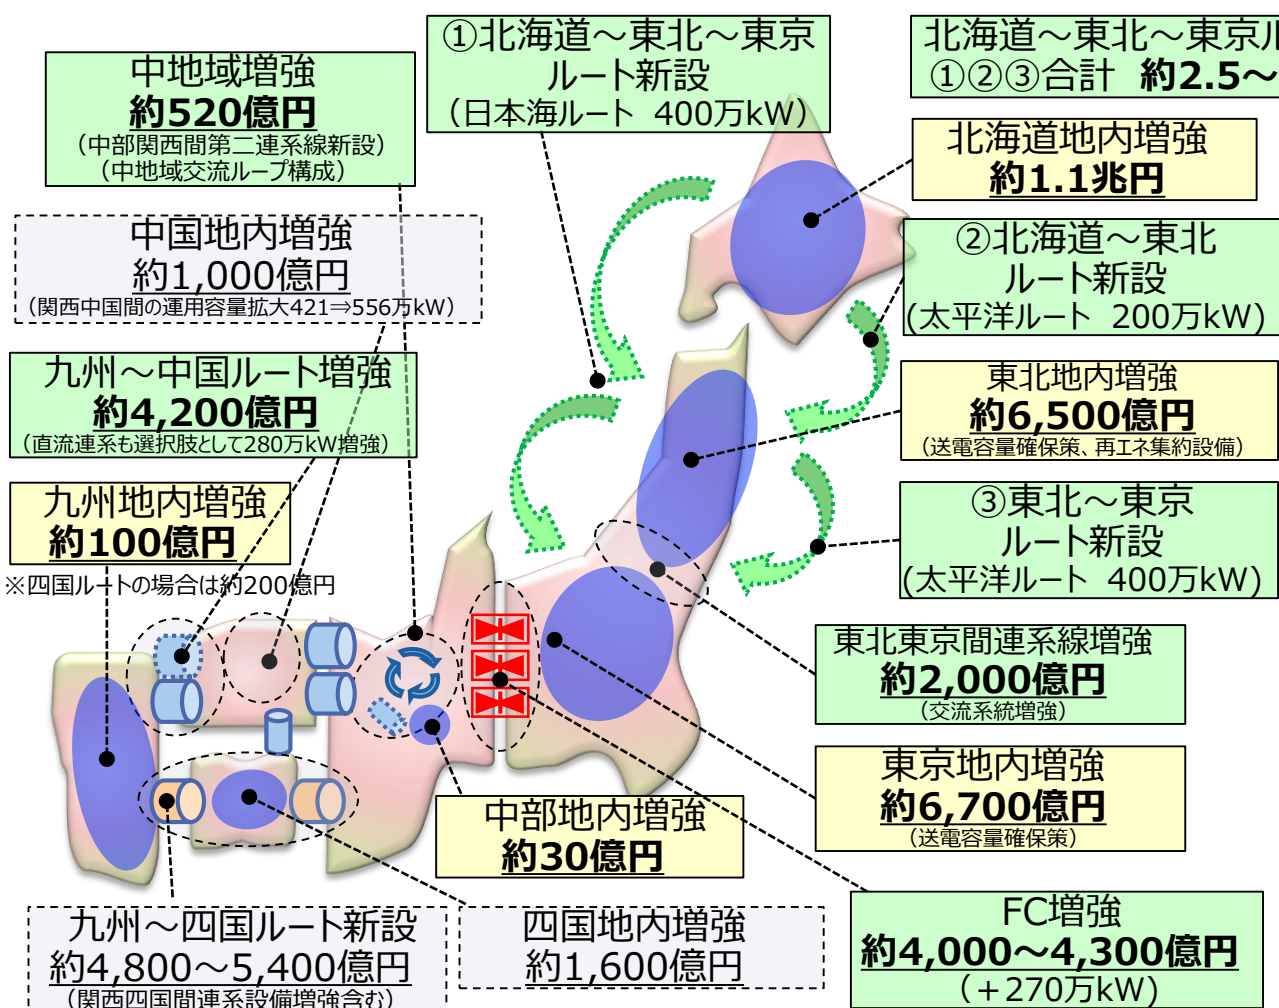 ①北海道～東北～東京
ルート新設
(日本海ルート 400万kW)
北海道～東北～東京
①②③合計 約2.5～
中地域増強
約520億円
(中部関西間第二連系線新設)
(中地域交流ループ構成)
北海道地内増強
約1.1兆円
中国地内増強
約1,000億円
(関西中国間の運用容量拡大421⇒556万kW)
②北海道～東北
ルート新設
(太平洋ルート 200万kW)
九州～中国ルート増強
約4,200億円
(直流連系も選択肢として280万kW増強)
東北地内増強
約6,500億円
(送電容量確保策、再エネ集約設備)
九州地内増強
約100億円
※四国ルートの場合は約200億円
③東北～東京
ルート新設
(太平洋ルート 400万kW)
東北東京間連系線増強
約2,000億円
(交流系統増強)
東京地内増強
約6,700億円
(送電容量確保策)
中部地内増強
約30億円
九州～四国ルート新設
約4,800～5,400億円
(関西四国間連系設備増強含む)
四国地内増強
約1,600億円
FC増強
約4,000～4,300億円
(＋270万kW)